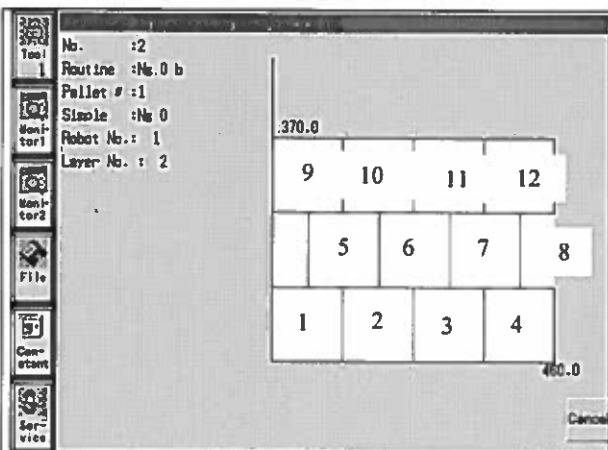 Tool
1
Moni-
tor1
Moni-
tor2
File
Con-
stant
Ser-
vice
No. :2
Routine :No.0 b
Pallet # :1
Simple :No 0
Robot No.: 1
Layer No. : 2
370.0
9 10 11 12
5 6 7 8
1 2 3 4
460.0
Cancel